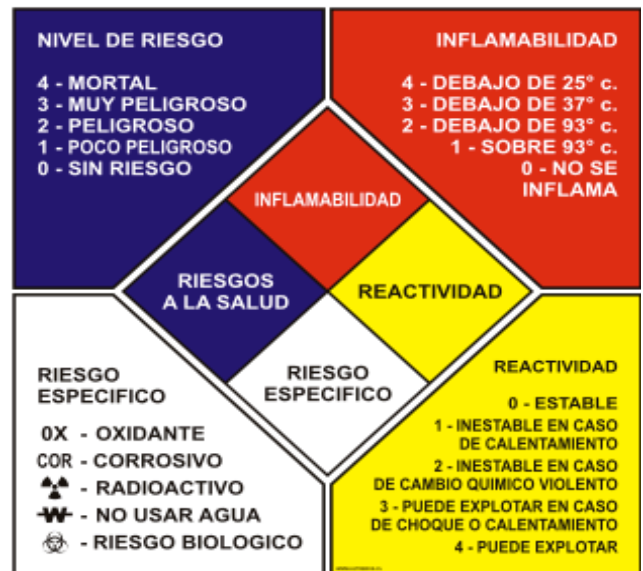 NIVEL DE RIESGO
4 - MORTAL
3 - MUY PELIGROSO
2 - PELIGROSO
1 - POCO PELIGROSO
0 - SIN RIESGO
INFLAMABILIDAD
4 - DEBAJO DE 25° c.
3 - DEBAJO DE 37° c.
2 - DEBAJO DE 93° c.
1 - SOBRE 93° c.
0 - NO SE
INFLAMA
INFLAMABILIDAD
RIESGOS
A LA SALUD
REACTIVIDAD
RIESGO
ESPECIFICO
RIESGO
ESPECIFICO
0X - OXIDANTE
COR - CORROSIVO
- RADIOACTIVO
W - NO USAR AGUA
- RIESGO BIOLOGICO
REACTIVIDAD
0 - ESTABLE
1 - INESTABLE EN CASO
DE CALENTAMIENTO
2 - INESTABLE EN CASO
DE CAMBIO QUIMICO VIOLENTO
3 - PUEDE EXPLOTAR EN CASO
DE CHOQUE O CALENTAMIENTO
4 - PUEDE EXPLOTAR